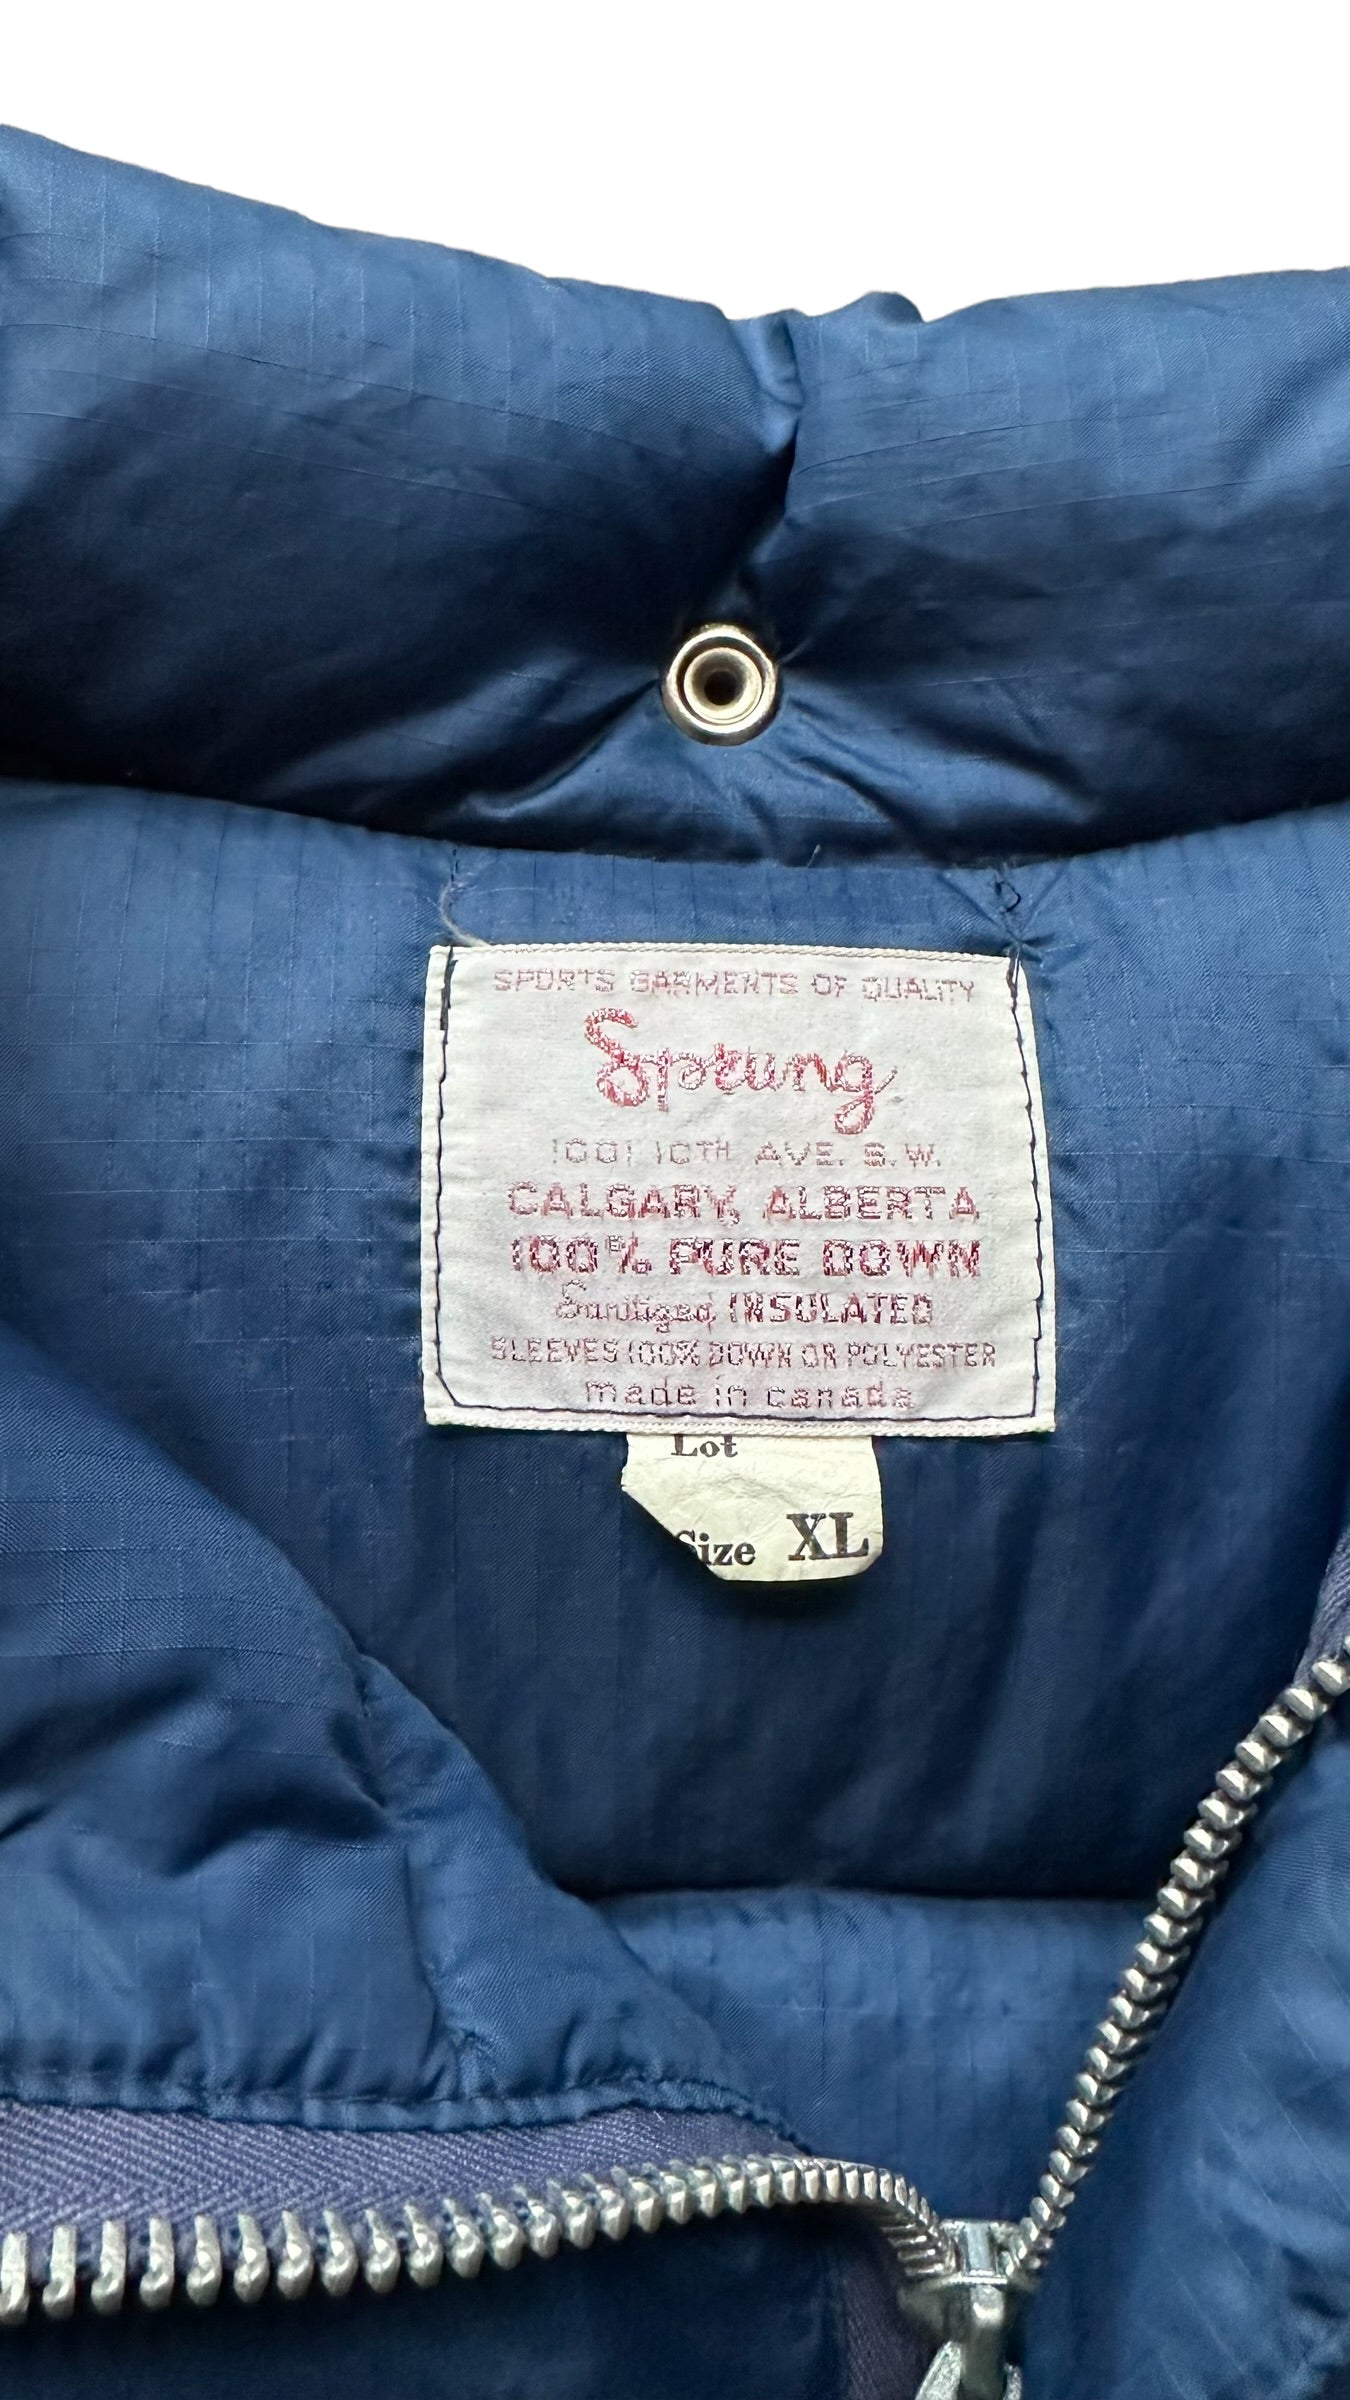 SPORTS GARMENTS OF QUALITY
Sprung
1001 10TH AVE. S.W.
CALGARY, ALBERTA
100% PURE DOWN
Sanitized INSULATED
SLEEVES 100% DOWN OR POLYESTER
made in canada
Lot
Size XL